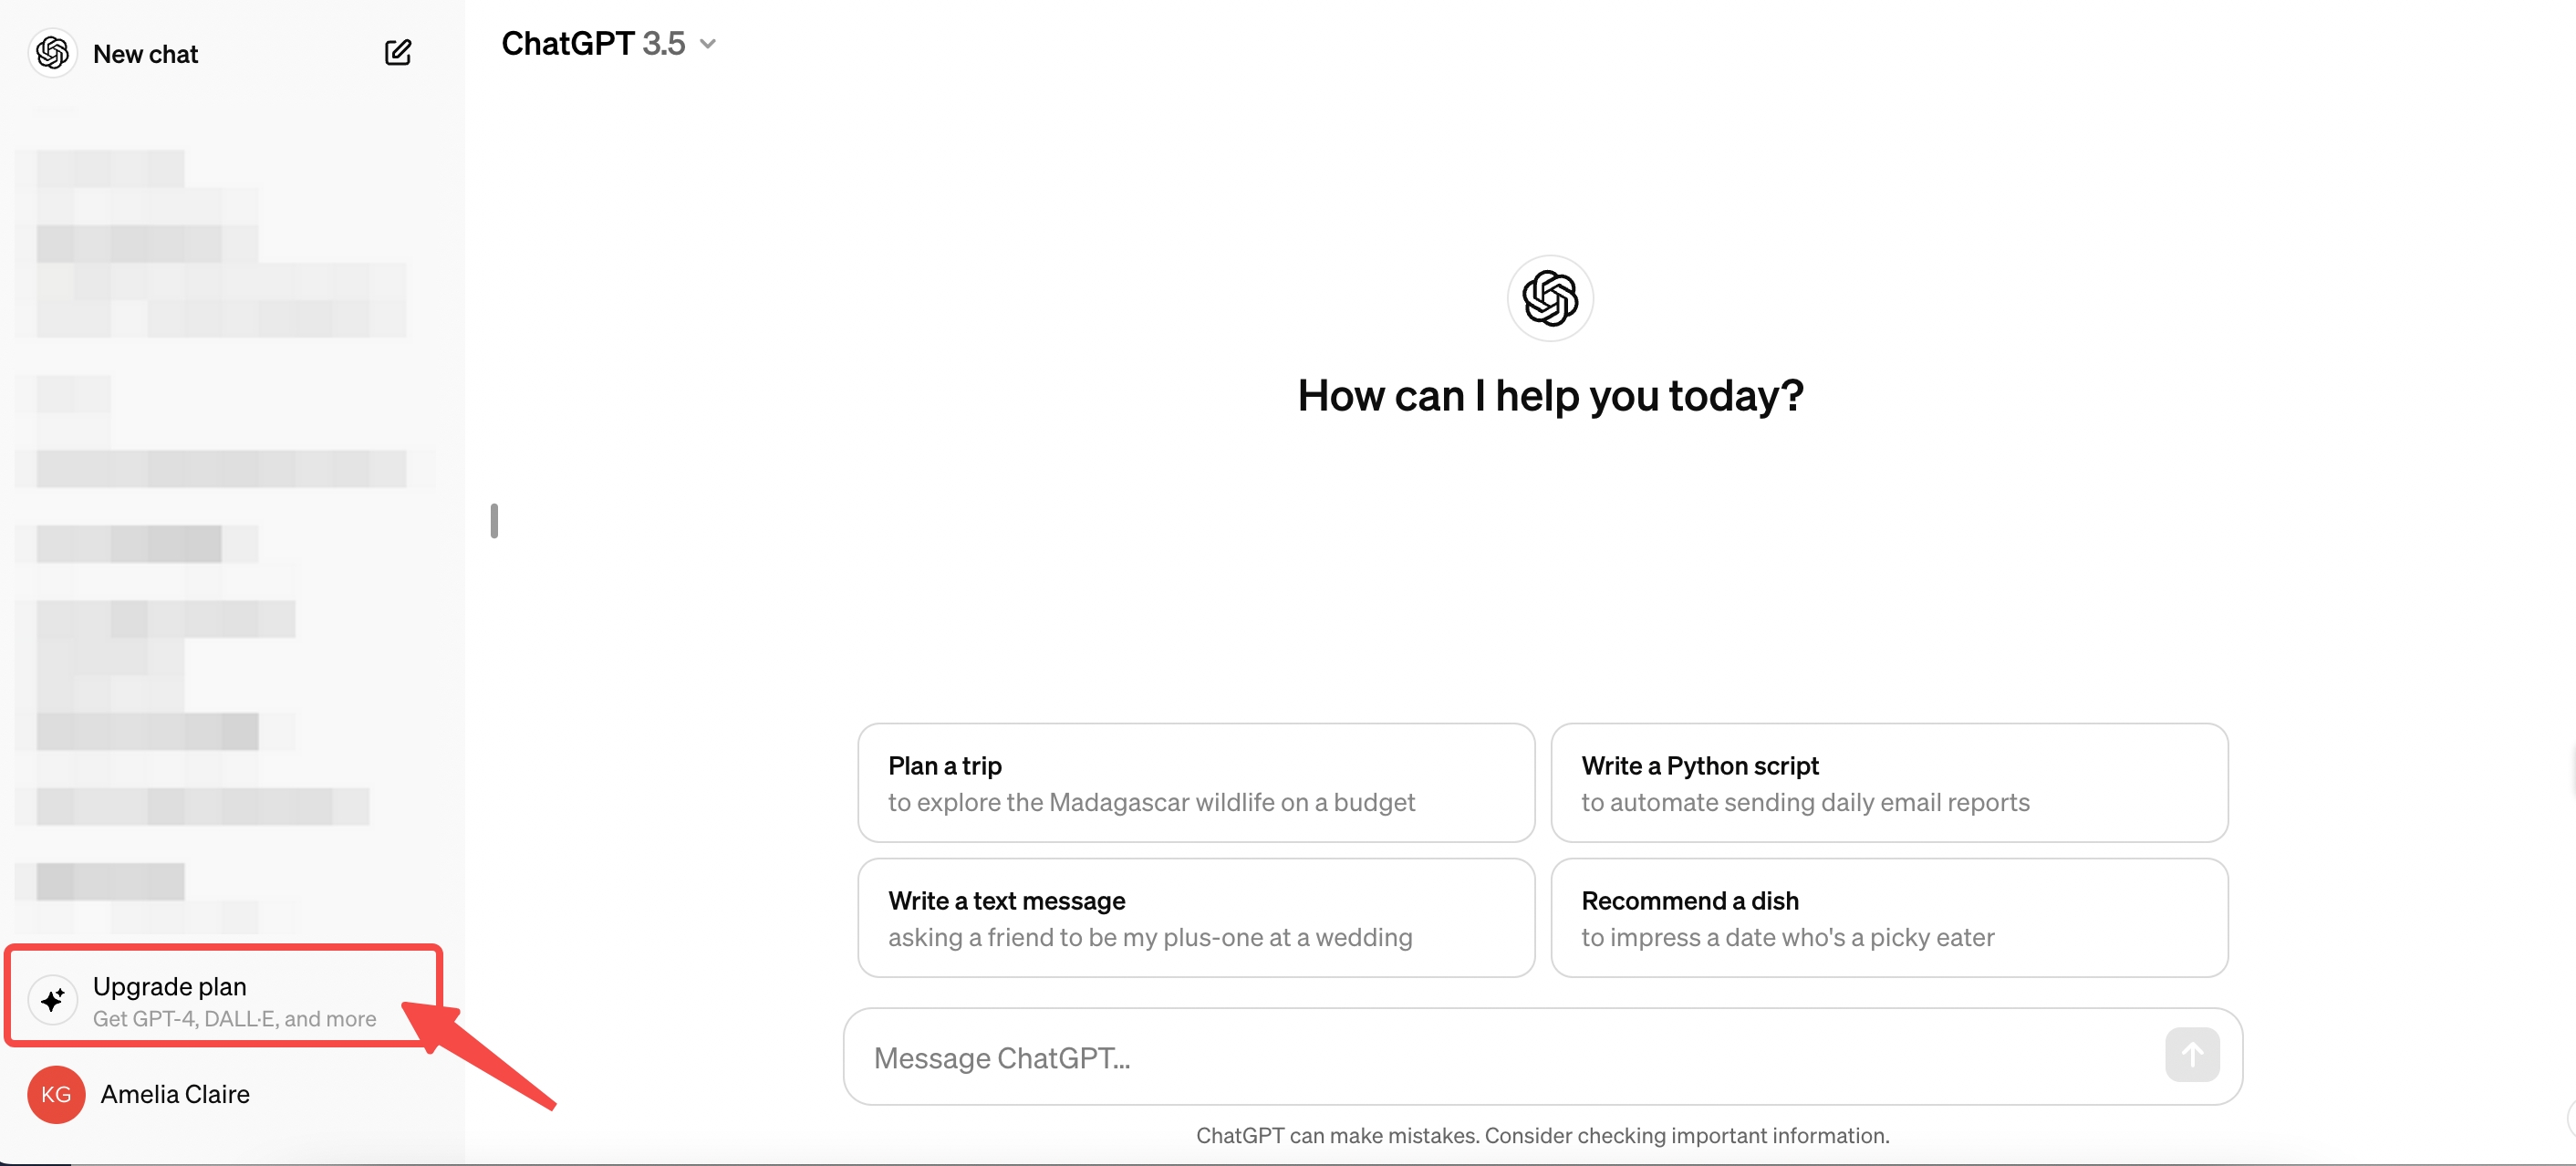 New chat
ChatGPT 3.5
How can I help you today?
Plan a trip
to explore the Madagascar wildlife on a budget
Write a Python script
to automate sending daily email reports
Write a text message
asking a friend to be my plus-one at a wedding
Recommend a dish
to impress a date who's a picky eater
Upgrade plan
Get GPT-4, DALL·E, and more
KG Amelia Claire
Message ChatGPT...
ChatGPT can make mistakes. Consider checking important information.